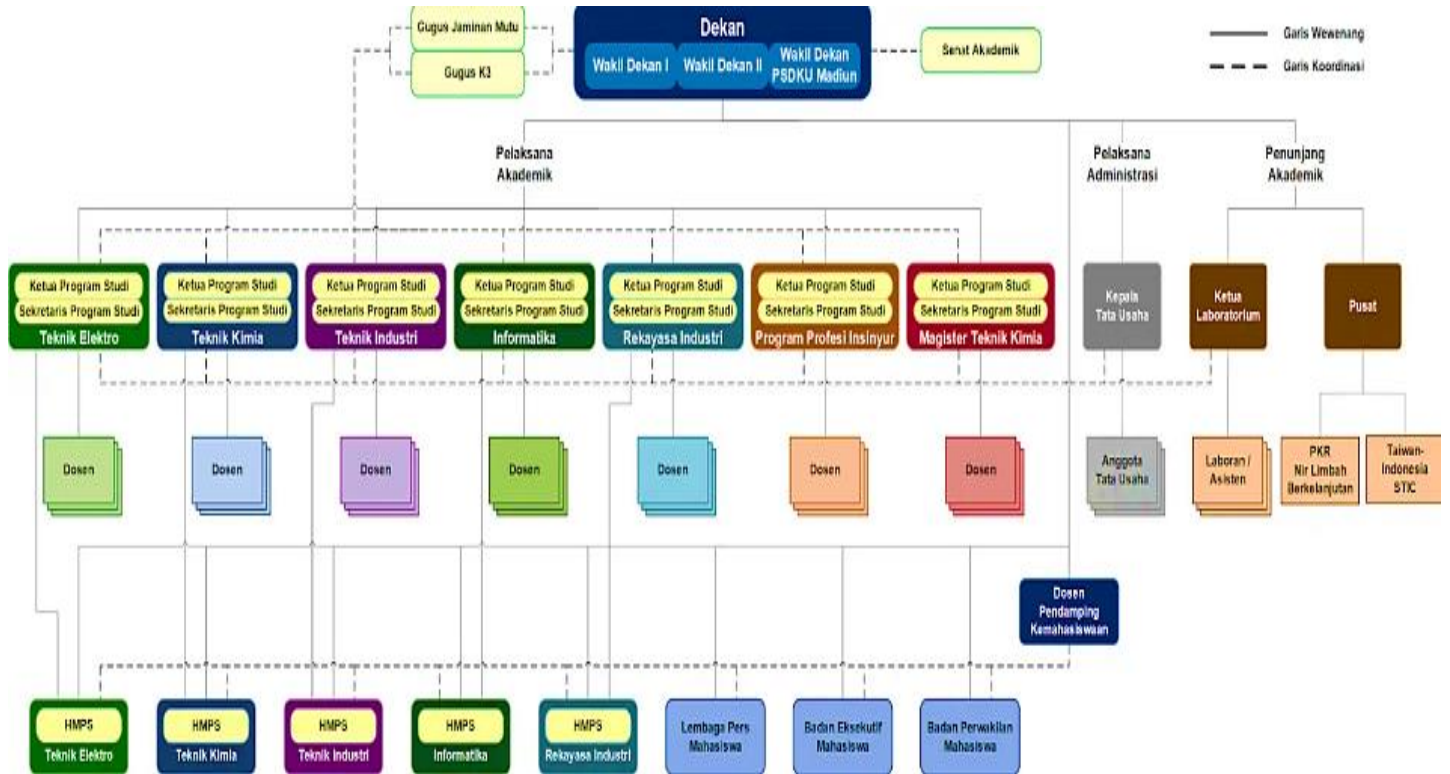 Gugus Jaminan Mutu
Gugus K3
Dekan
Wakil Dekan I
Wakil Dekan II
Wakil Dekan
PSDKU Madiun
Senat Akademik
Garis Wewenang
Garis Koordinasi
Pelaksana
Akademik
Pelaksana
Administrasi
Penunjang
Akademik
Ketua Program Studi
Sekretaris Program Studi
Teknik Elektro
Ketua Program Studi
Sekretaris Program Studi
Teknik Kimia
Ketua Program Studi
Sekretaris Program Studi
Teknik Industri
Ketua Program Studi
Sekretaris Program Studi
Informatika
Ketua Program Studi
Sekretaris Program Studi
Rekayasa Industri
Ketua Program Studi
Sekretaris Program Studi
Program Profesi Insinyur
Ketua Program Studi
Sekretaris Program Studi
Magister Teknik Kimia
Kepala
Tata Usaha
Ketua
Laboratorium
Pusat
Dosen
Dosen
Dosen
Dosen
Dosen
Dosen
Dosen
Anggota
Tata Usaha
Laboran /
Asisten
PKR
Nir Limbah
Berkelanjutan
Taiwan-
Indonesia
STIC
Dosen
Pendamping
Kemahasiswaan
HMPS
Teknik Elektro
HMPS
Teknik Kimia
HMPS
Teknik Industri
HMPS
Informatika
HMPS
Rekayasa Industri
Lembaga Pers
Mahasiswa
Badan Eksekutif
Mahasiswa
Badan Perwakilan
Mahasiswa